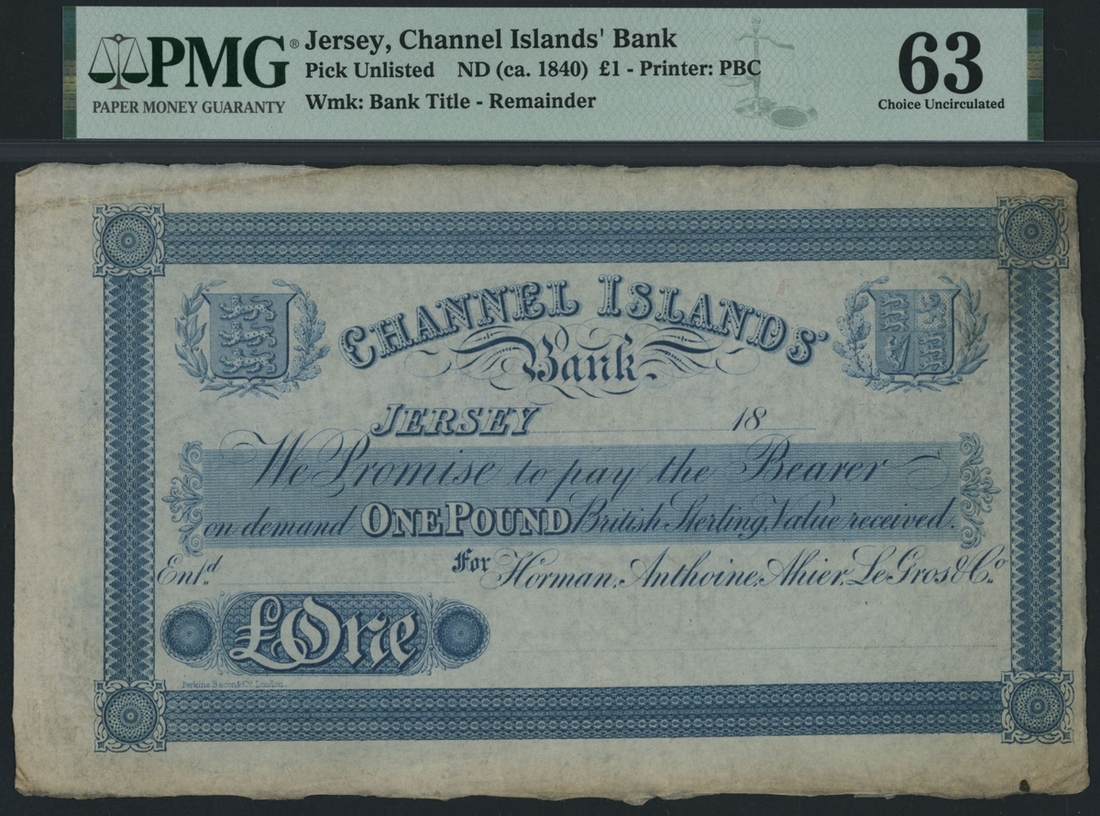 PMG® Jersey, Channel Islands' Bank
Pick Unlisted ND (ca. 1840) £1 - Printer: PBC
Wmk: Bank Title - Remainder
PAPER MONEY GUARANTY
63
Choice Uncirculated
CHANNEL ISLANDS'
Bank.
JERSEY 18
We Promise to pay the Bearer
on demand ONE POUND British Sterling, Value received.
Entd. For Horman, Anthoine, Ahier, Le Gros & Co.
£One
Perkins Bacon & Co. London.